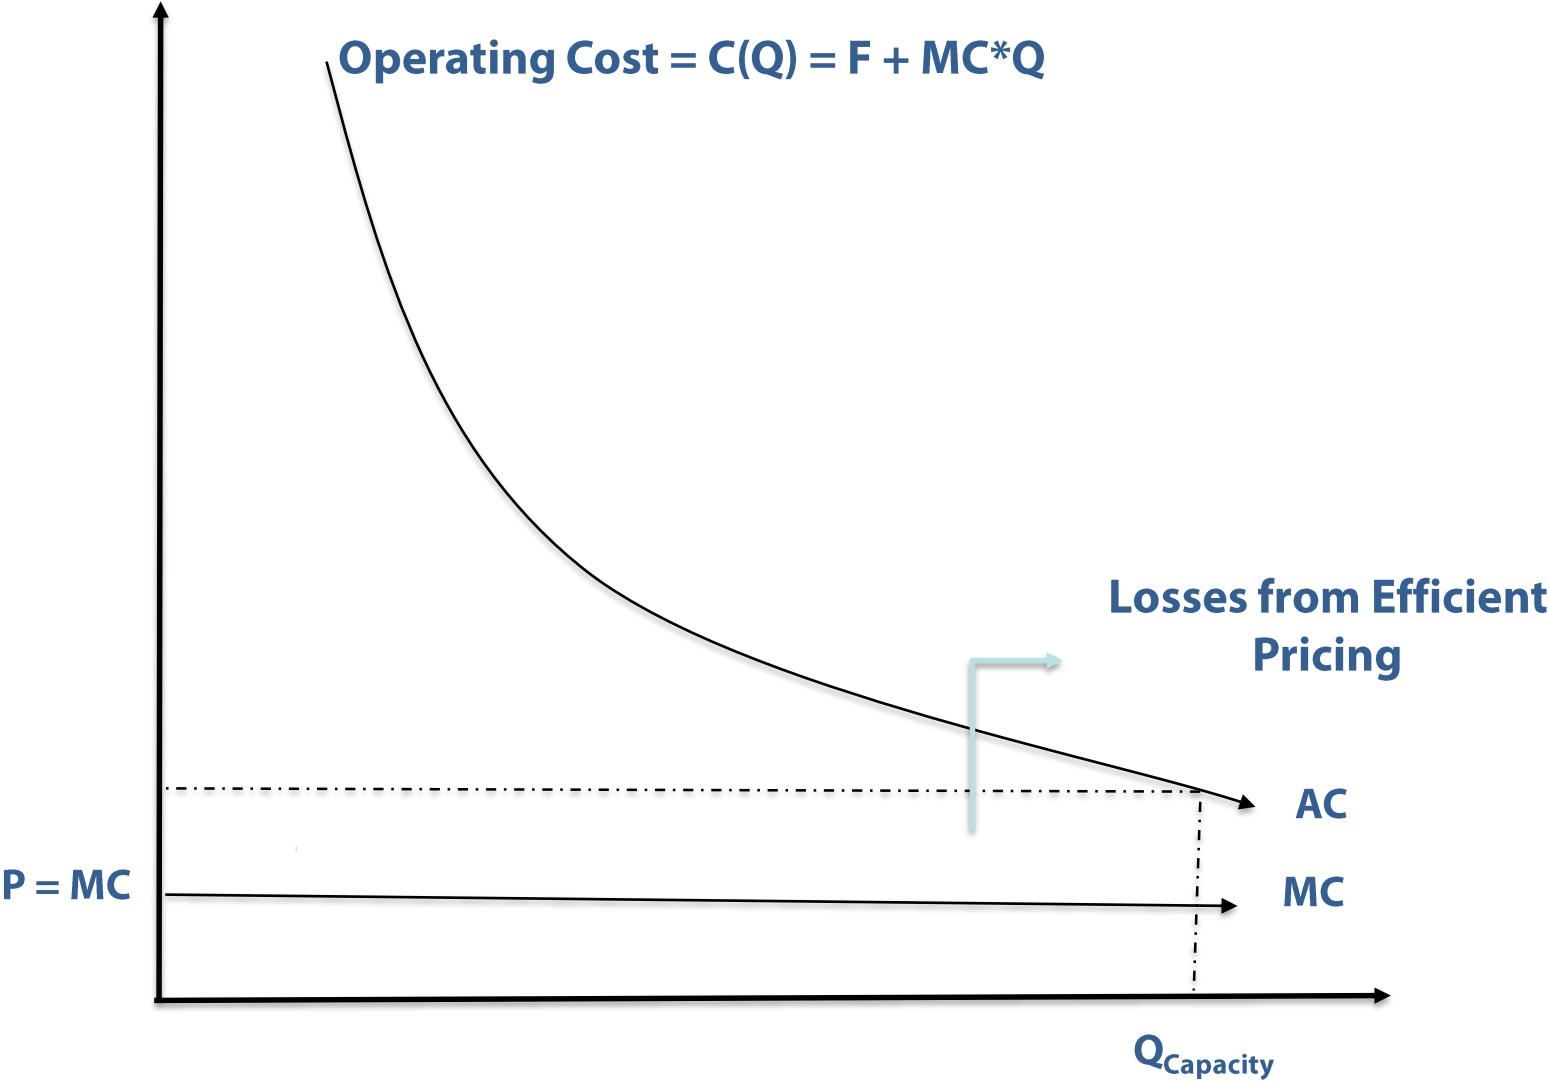 Operating Cost = C(Q) = F + MC*Q
Losses from Efficient
Pricing
AC
P = MC
MC
QCapacity